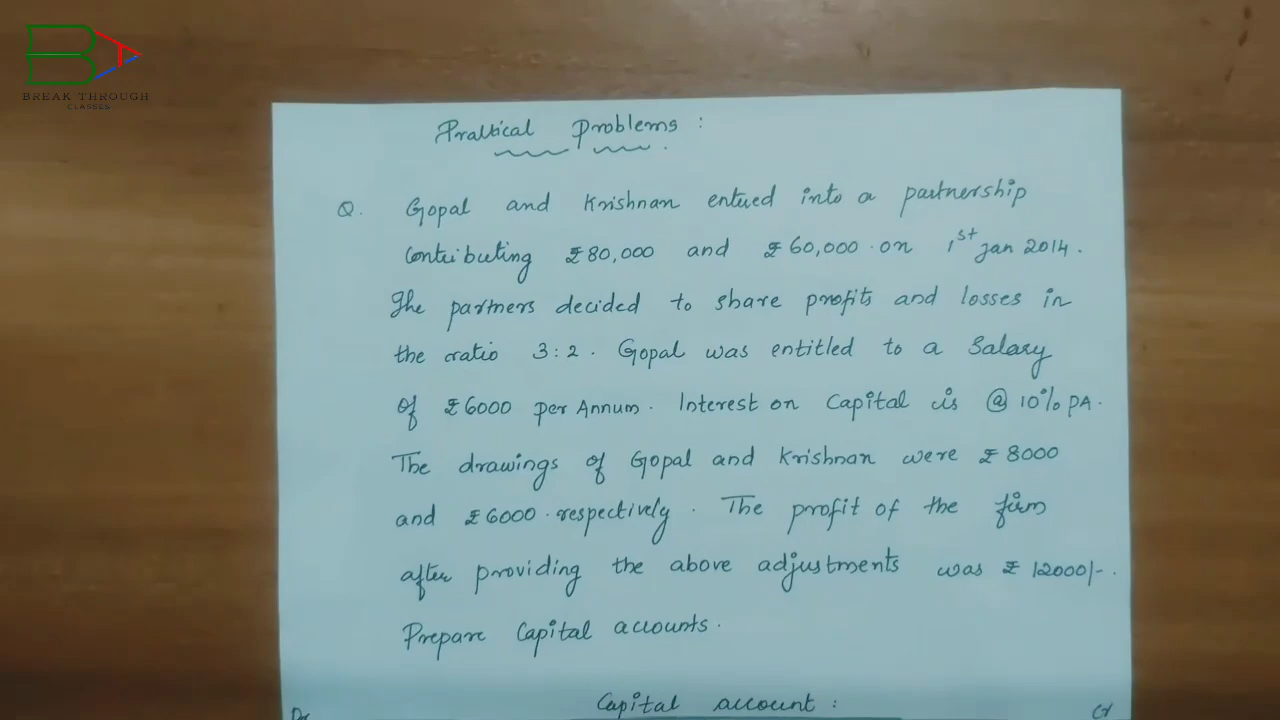 BREAK THROUGH
CLASSES
Practical Problems :
Q. Gopal and Krishnan entered into a partnership
contributing ₹80,000 and ₹60,000 on 1st Jan 2014.
The partners decided to share profits and losses in
the ratio 3:2. Gopal was entitled to a Salary
of ₹6000 per Annum. Interest on Capital is @ 10% PA.
The drawings of Gopal and Krishnan were ₹8000
and ₹6000 respectively. The profit of the firm
after providing the above adjustments was ₹12000/-.
Prepare Capital accounts.
Capital account :
Dr Cr